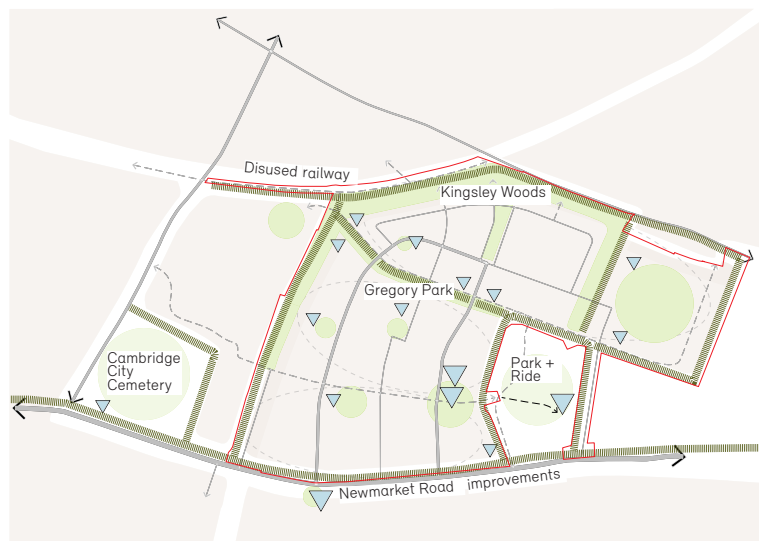 Disused railway
Kingsley Woods
Gregory Park
Cambridge
City
Cemetery
Park +
Ride
Newmarket Road improvements